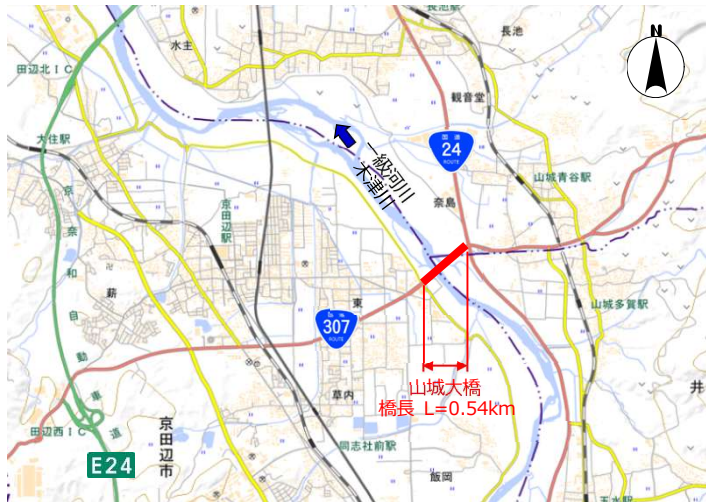 長池駅
長池
水主
田辺北IC
N
観音堂
大住駅
国道
24
ROUTE
一級河川
木津川
山城青谷駅
京奈和自動車道
京田辺駅
奈島
薪
東
山城多賀駅
国道
307
ROUTE
山城大橋
橋長 L=0.54km
井
草内
田辺西IC
京田辺市
同志社前駅
E24
飯岡
玉水駅